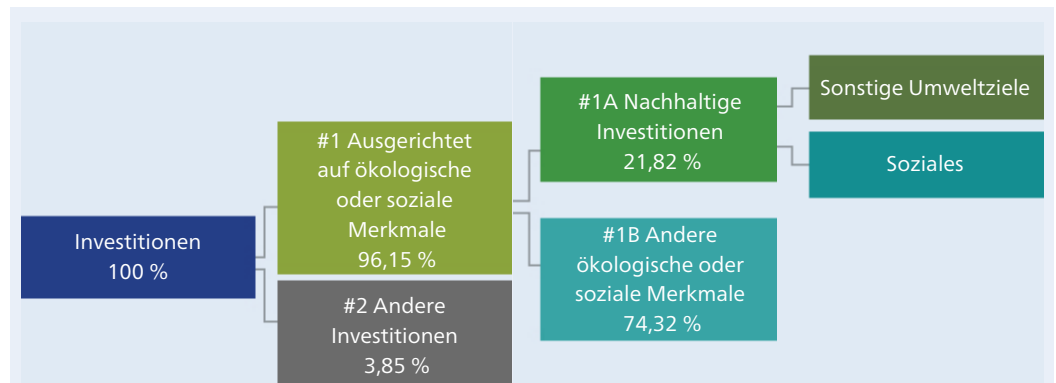 Investitionen
100 %
#1 Ausgerichtet
auf ökologische
oder soziale
Merkmale
96,15 %
#2 Andere
Investitionen
3,85 %
#1A Nachhaltige
Investitionen
21,82 %
#1B Andere
ökologische oder
soziale Merkmale
74,32 %
Sonstige Umweltziele
Soziales